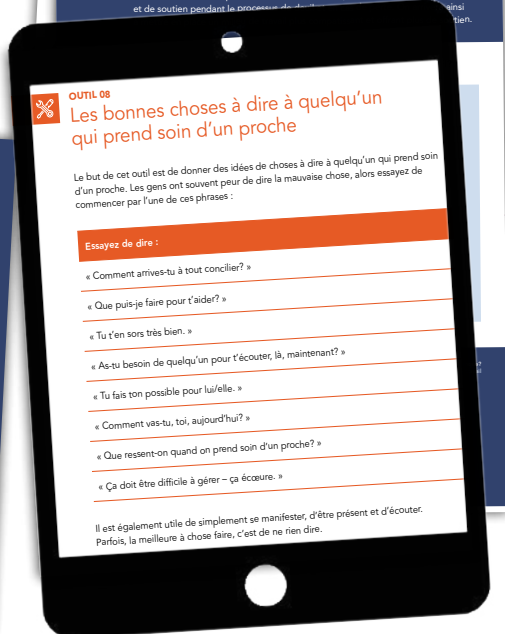 et de soutien pendant le processus de deuil
ainsi
tien.
OUTIL 08
Les bonnes choses à dire à quelqu'un
qui prend soin d'un proche
Le but de cet outil est de donner des idées de choses à dire à quelqu'un qui prend soin
d'un proche. Les gens ont souvent peur de dire la mauvaise chose, alors essayez de
commencer par l'une de ces phrases :
Essayez de dire :
« Comment arrives-tu à tout concilier? »
« Que puis-je faire pour t'aider? »
« Tu t'en sors très bien. »
« As-tu besoin de quelqu'un pour t'écouter, là, maintenant? »
« Tu fais ton possible pour lui/elle. »
« Comment vas-tu, toi, aujourd'hui? »
« Que ressent-on quand on prend soin d'un proche? »
« Ça doit être difficile à gérer – ça écœure. »
Il est également utile de simplement se manifester, d'être présent et d'écouter.
Parfois, la meilleure à chose faire, c'est de ne rien dire.